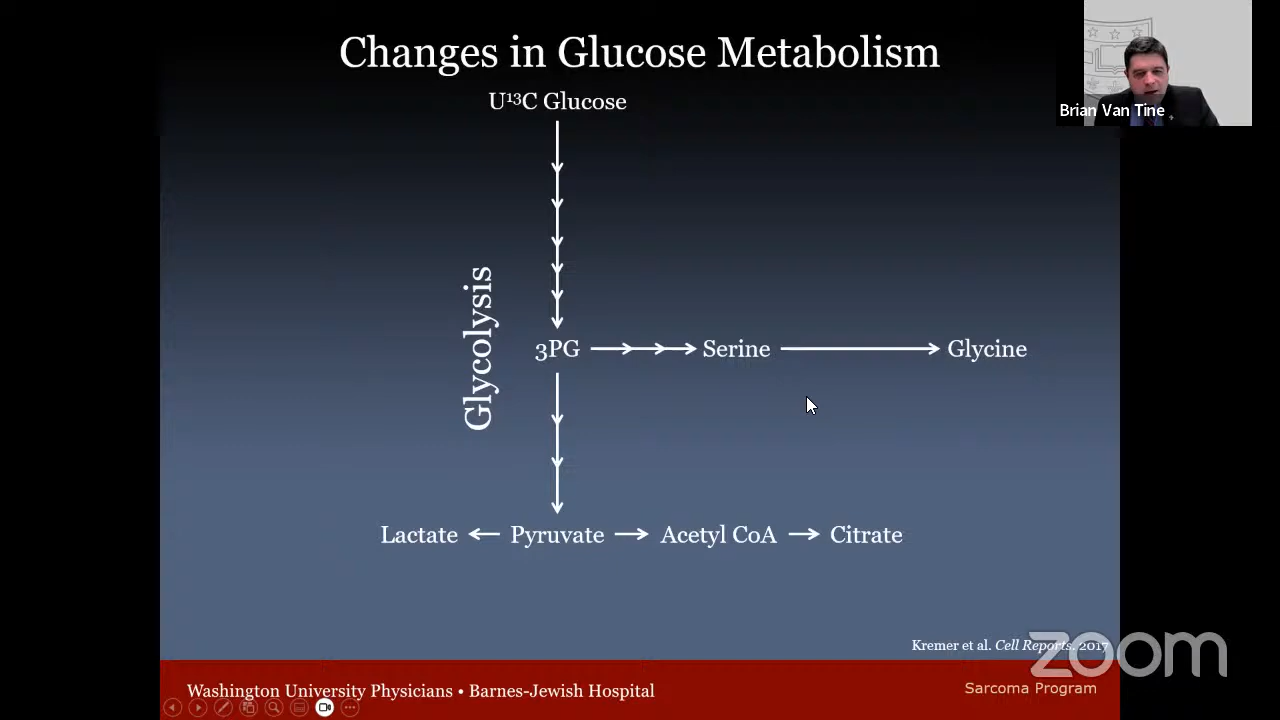 Changes in Glucose Metabolism
Brian Van Tine
U¹³C Glucose
Glycolysis
3PG
Serine
Glycine
Lactate
Pyruvate
Acetyl CoA
Citrate
Kremer et al. Cell Reports. 2017
zoom
Washington University Physicians • Barnes-Jewish Hospital
Sarcoma Program